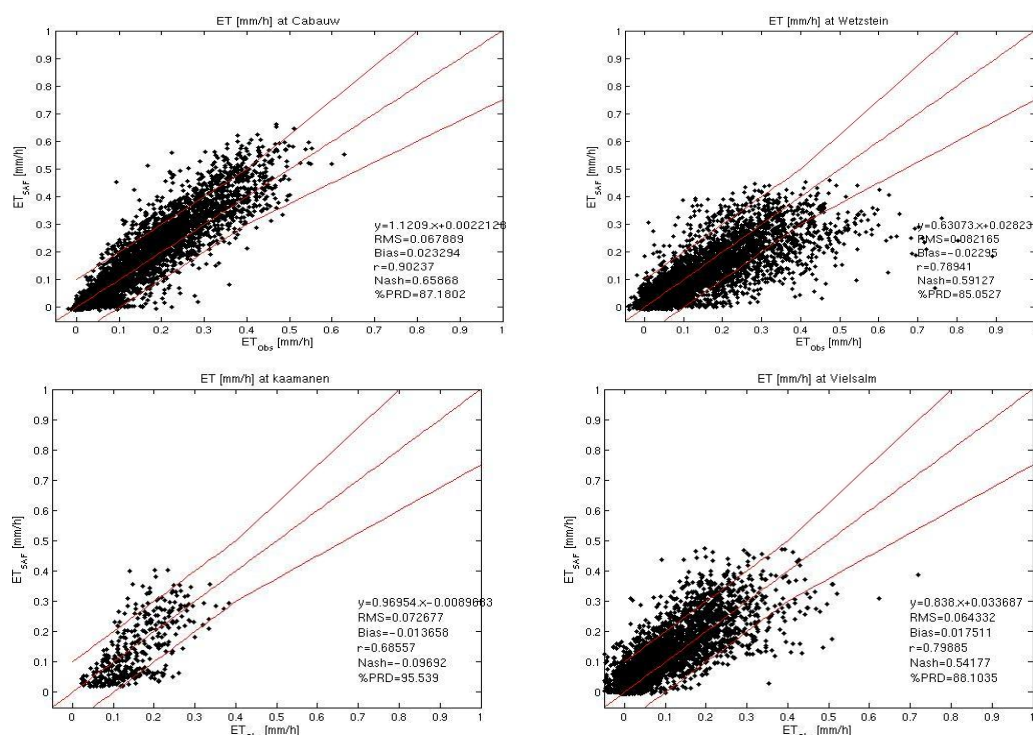 ET [mm/h] at Cabauw
1
0.9
0.8
0.7
0.6
0.5
0.4
0.3
0.2
0.1
0
ET_SAF [mm/h]
y=1.1209.x+0.0022128
RMS=0.067889
Bias=0.023294
r=0.90237
Nash=0.65868
%PRD=87.1802
0 0.1 0.2 0.3 0.4 0.5 0.6 0.7 0.8 0.9 1
ET_Obs [mm/h]
ET [mm/h] at Wetzstein
1
0.9
0.8
0.7
0.6
0.5
0.4
0.3
0.2
0.1
0
ET_SAF [mm/h]
y=0.63073.x+0.02823
RMS=0.082165
Bias=−0.02295
r=0.78941
Nash=0.59127
%PRD=85.0527
0 0.1 0.2 0.3 0.4 0.5 0.6 0.7 0.8 0.9
ET_Obs [mm/h]
ET [mm/h] at kaamanen
1
0.9
0.8
0.7
0.6
0.5
0.4
0.3
0.2
0.1
0
ET_SAF [mm/h]
RMS=0.072677
Bias=−0.013658
r=0.68557
Nash=−0.09692
%PRD=95.539
0 0.1 0.2 0.3 0.4 0.5 0.6 0.7 0.8 0.9 1
ET [mm/h]
ET [mm/h] at Vielsalm
1
0.9
0.8
0.7
0.6
0.5
0.4
0.3
0.2
0.1
0
ET_SAF [mm/h]
y=0.838.x+0.033687
RMS=0.064332
Bias=0.017511
r=0.79885
Nash=0.54177
%PRD=88.1035
0 0.1 0.2 0.3 0.4 0.5 0.6 0.7 0.8 0.9 1
ET [mm/h]